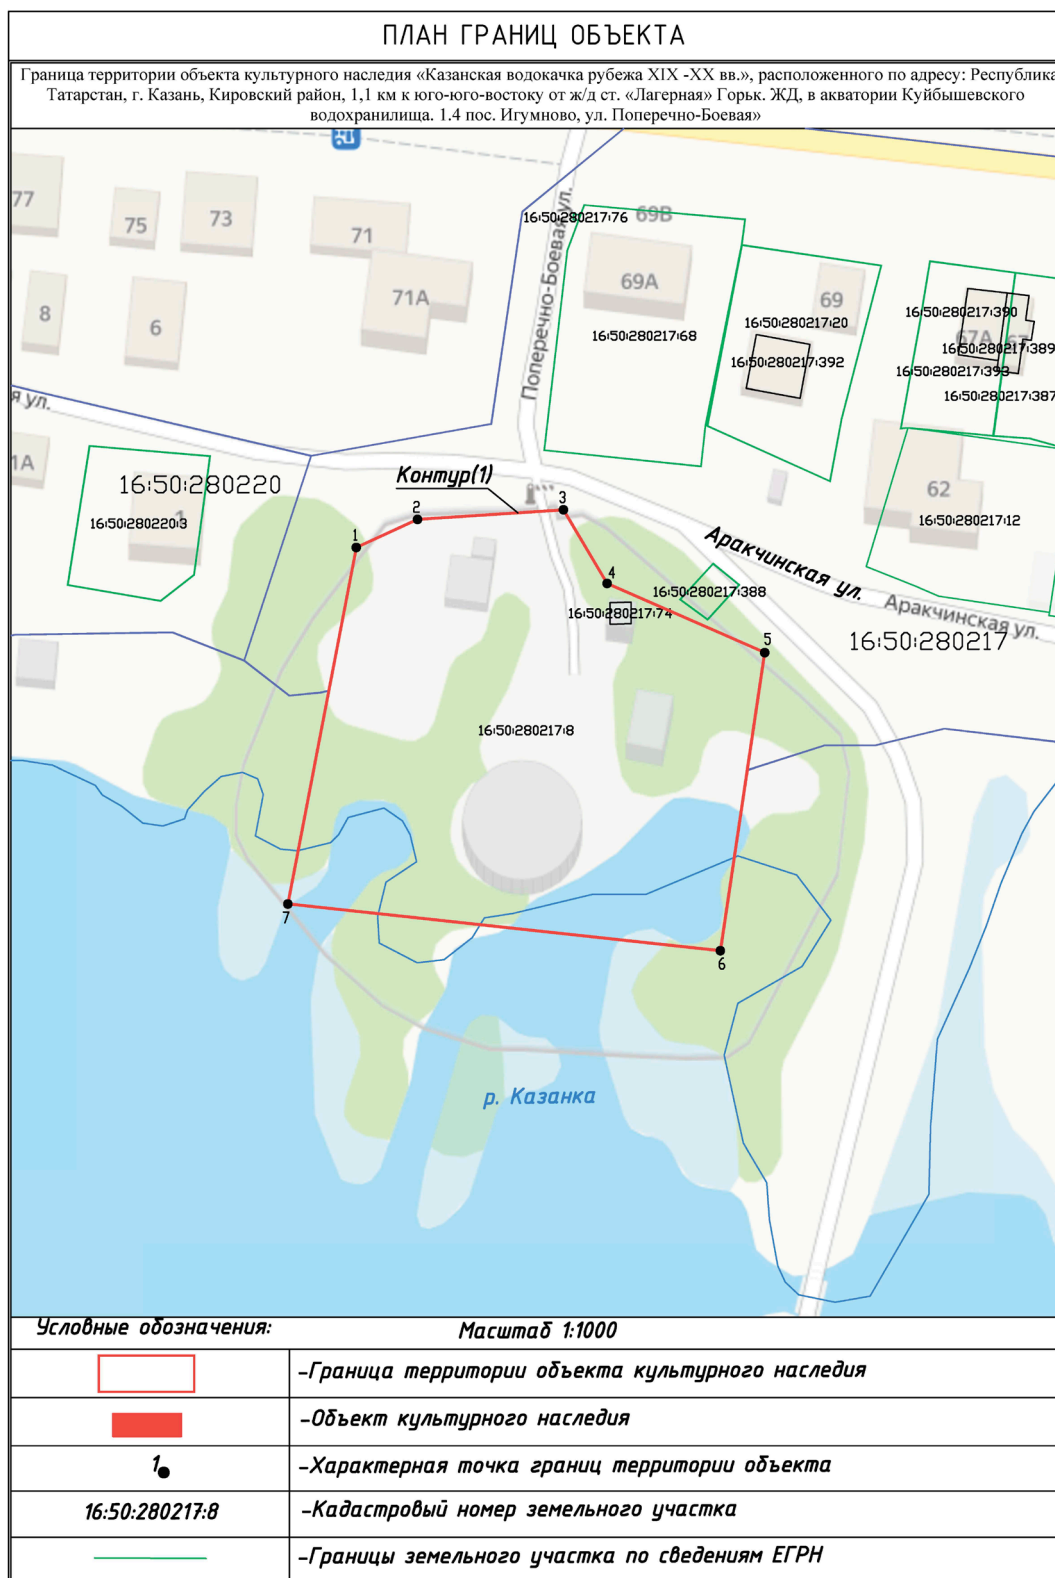 ПЛАН ГРАНИЦ ОБЪЕКТА
Граница территории объекта культурного наследия «Казанская водокачка рубежа XIX -XX вв.», расположенного по адресу: Республика
Татарстан, г. Казань, Кировский район, 1,1 км к юго-юго-востоку от ж/д ст. «Лагерная» Горьк. ЖД, в акватории Куйбышевского
водохранилища. 1.4 пос. Игумново, ул. Поперечно-Боевая»
77
75
73
71
71А
8
6
Поперечно-Боевая ул.
16:50:280217:76
69В
69А
16:50:280217:68
69
16:50:280217:20
16:50:280217:392
16:50:280217:390
67А
16:50:280217:389
16:50:280217:393
16:50:280217:387
я ул.
1А
16:50:280220
1
16:50:280220:3
Контур(1)
62
16:50:280217:12
1
2
3
4
5
6
7
16:50:280217:388
16:50:280217:74
Аракчинская ул.
Аракчинская ул.
16:50:280217
16:50:280217:8
р. Казанка
Условные обозначения:
Масштаб 1:1000
-Граница территории объекта культурного наследия
-Объект культурного наследия
1
-Характерная точка границ территории объекта
16:50:280217:8
-Кадастровый номер земельного участка
-Границы земельного участка по сведениям ЕГРН